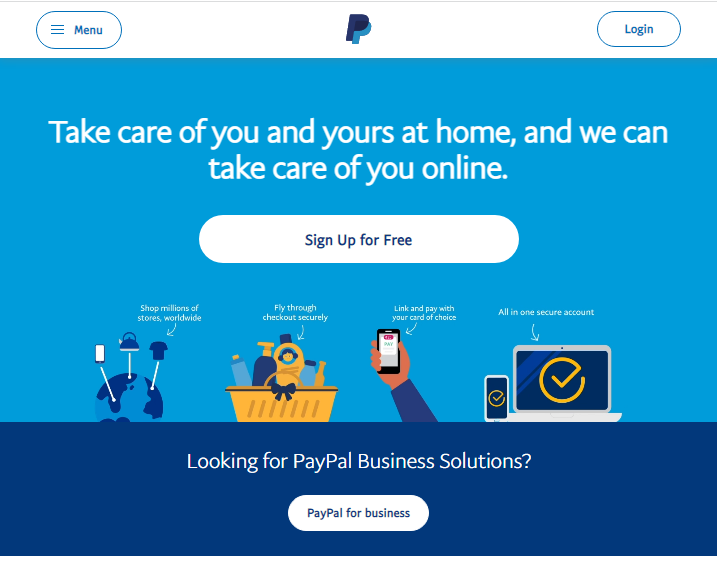 Menu
Login
Take care of you and yours at home, and we can
take care of you online.
Sign Up for Free
Shop millions of
stores, worldwide
Fly through
checkout securely
Link and pay with
your card of choice
All in one secure account
PAY
Looking for PayPal Business Solutions?
PayPal for business